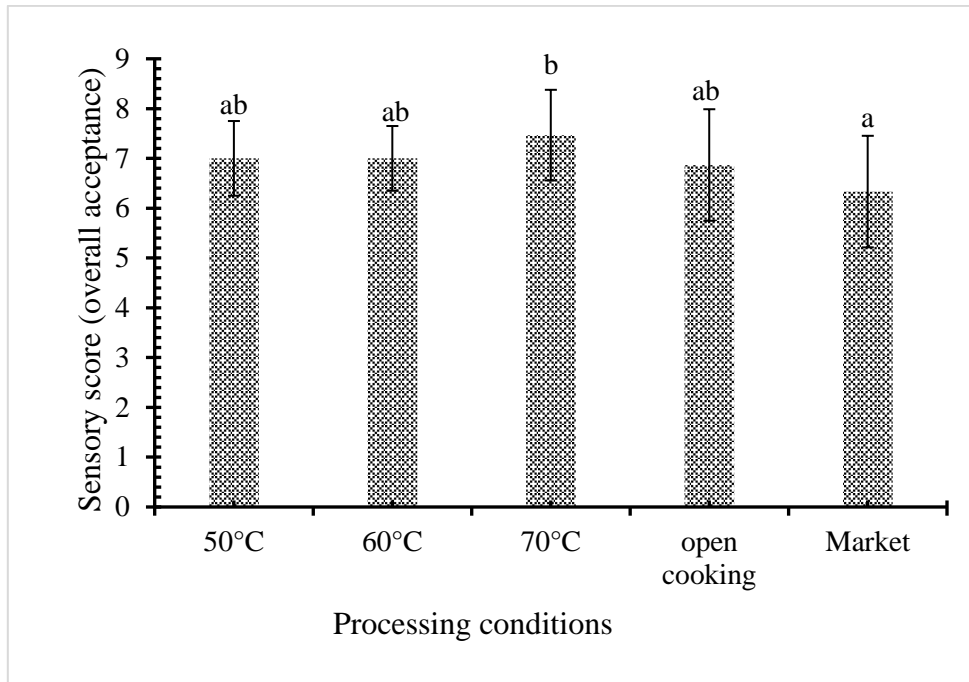 Sensory score (overall acceptance)
9
8
7
6
5
4
3
2
1
0
ab
ab
b
ab
a
50°C
60°C
70°C
open
cooking
Market
Processing conditions